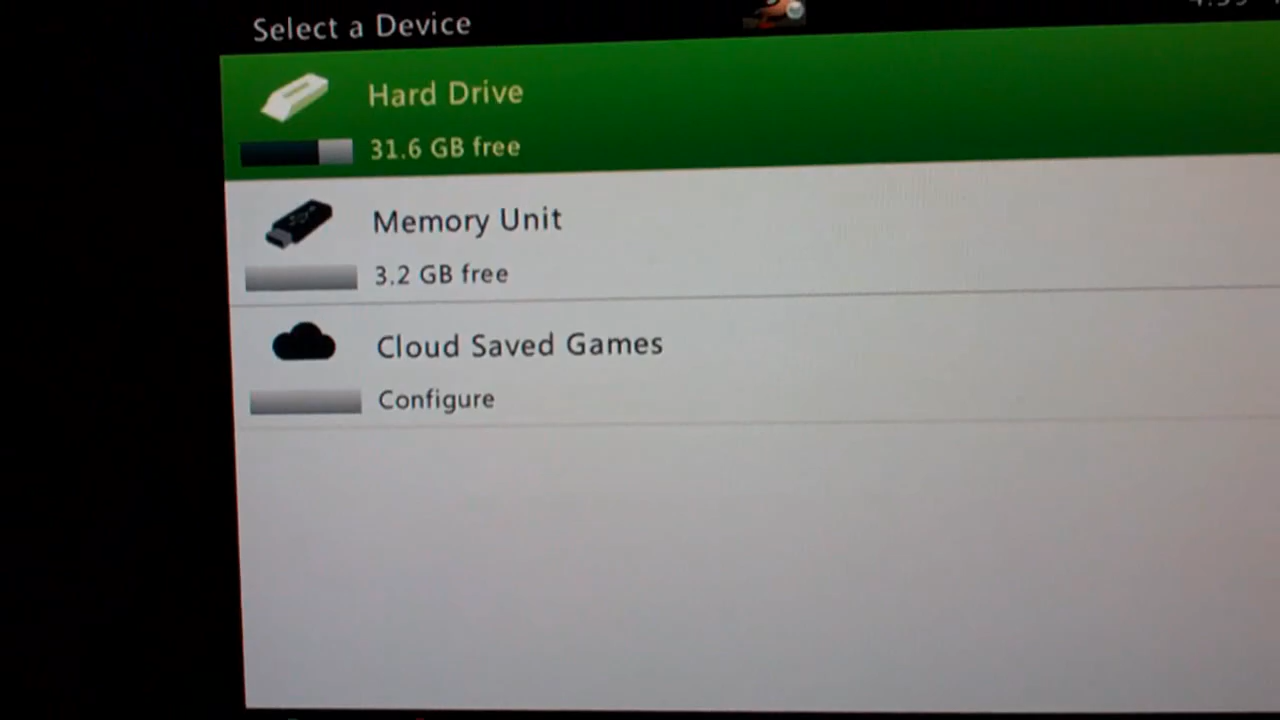 Select a Device
Hard Drive
31.6 GB free
Memory Unit
3.2 GB free
Cloud Saved Games
Configure